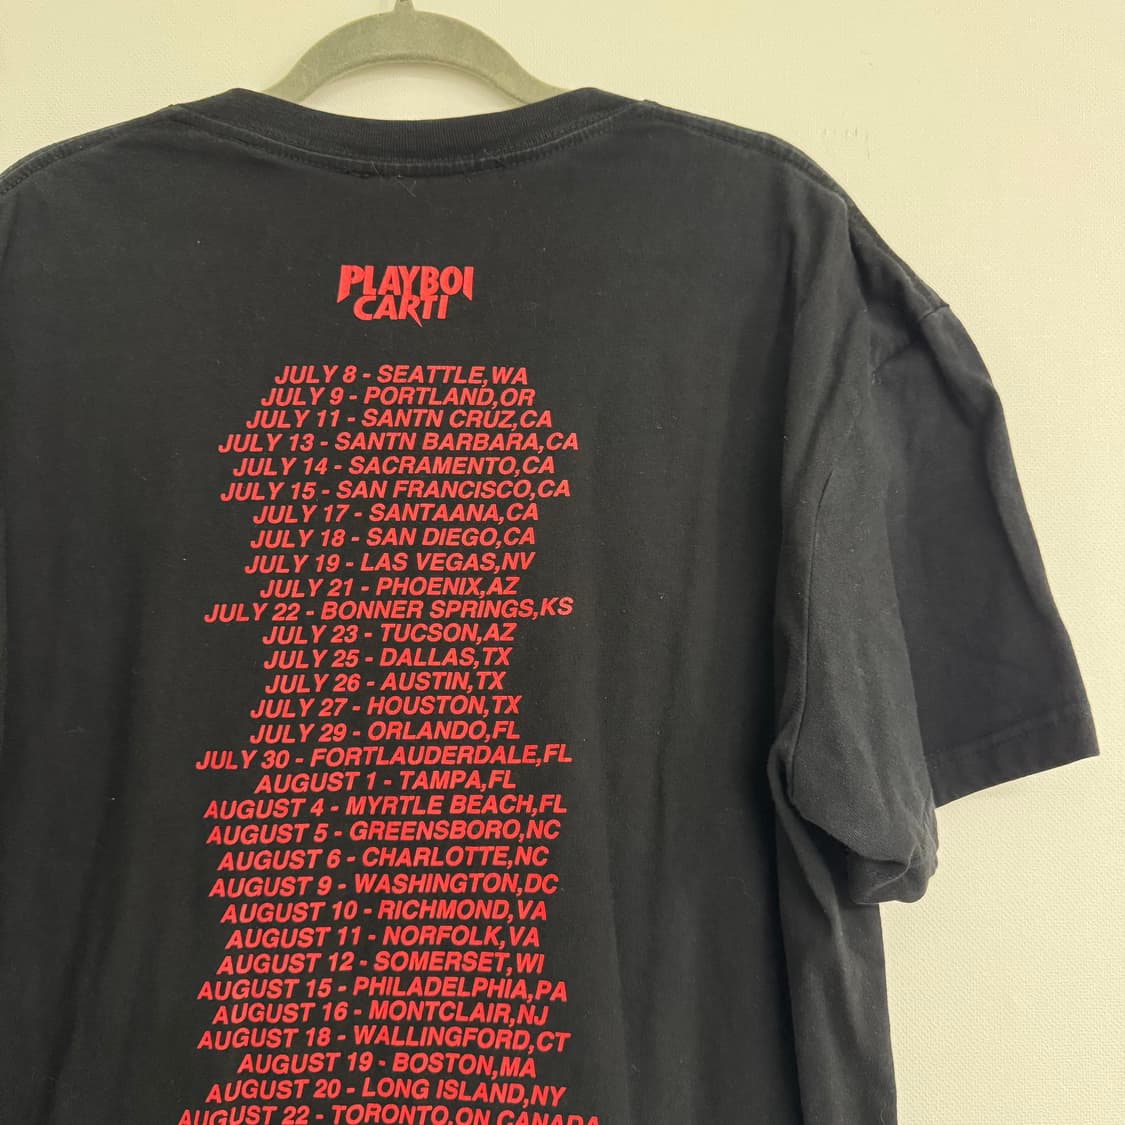 PLAYBOI
CARTI
JULY 8 - SEATTLE,WA
JULY 9 - PORTLAND,OR
JULY 11 - SANTN CRUZ,CA
JULY 13 - SANTN BARBARA,CA
JULY 14 - SACRAMENTO,CA
JULY 15 - SAN FRANCISCO,CA
JULY 17 - SANTAANA,CA
JULY 18 - SAN DIEGO,CA
JULY 19 - LAS VEGAS,NV
JULY 21 - PHOENIX,AZ
JULY 22 - BONNER SPRINGS,KS
JULY 23 - TUCSON,AZ
JULY 25 - DALLAS,TX
JULY 26 - AUSTIN,TX
JULY 27 - HOUSTON,TX
JULY 29 - ORLANDO,FL
JULY 30 - FORTLAUDERDALE,FL
AUGUST 1 - TAMPA,FL
AUGUST 4 - MYRTLE BEACH,FL
AUGUST 5 - GREENSBORO,NC
AUGUST 6 - CHARLOTTE,NC
AUGUST 9 - WASHINGTON,DC
AUGUST 10 - RICHMOND,VA
AUGUST 11 - NORFOLK,VA
AUGUST 12 - SOMERSET,WI
AUGUST 15 - PHILADELPHIA,PA
AUGUST 16 - MONTCLAIR,NJ
AUGUST 18 - WALLINGFORD,CT
AUGUST 19 - BOSTON,MA
AUGUST 20 - LONG ISLAND,NY
AUGUST 22 - TORONTO,ON CANADA